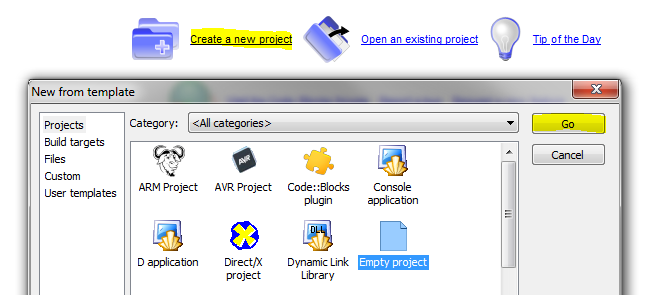 Create a new project Open an existing project Tip of the Day
New from template
Projects
Build targets
Files
Custom
User templates
Category: <All categories> Go
Cancel
ARM Project AVR Project Code::Blocks plugin Console application
D application Direct/X project DLL Dynamic Link Library Empty project